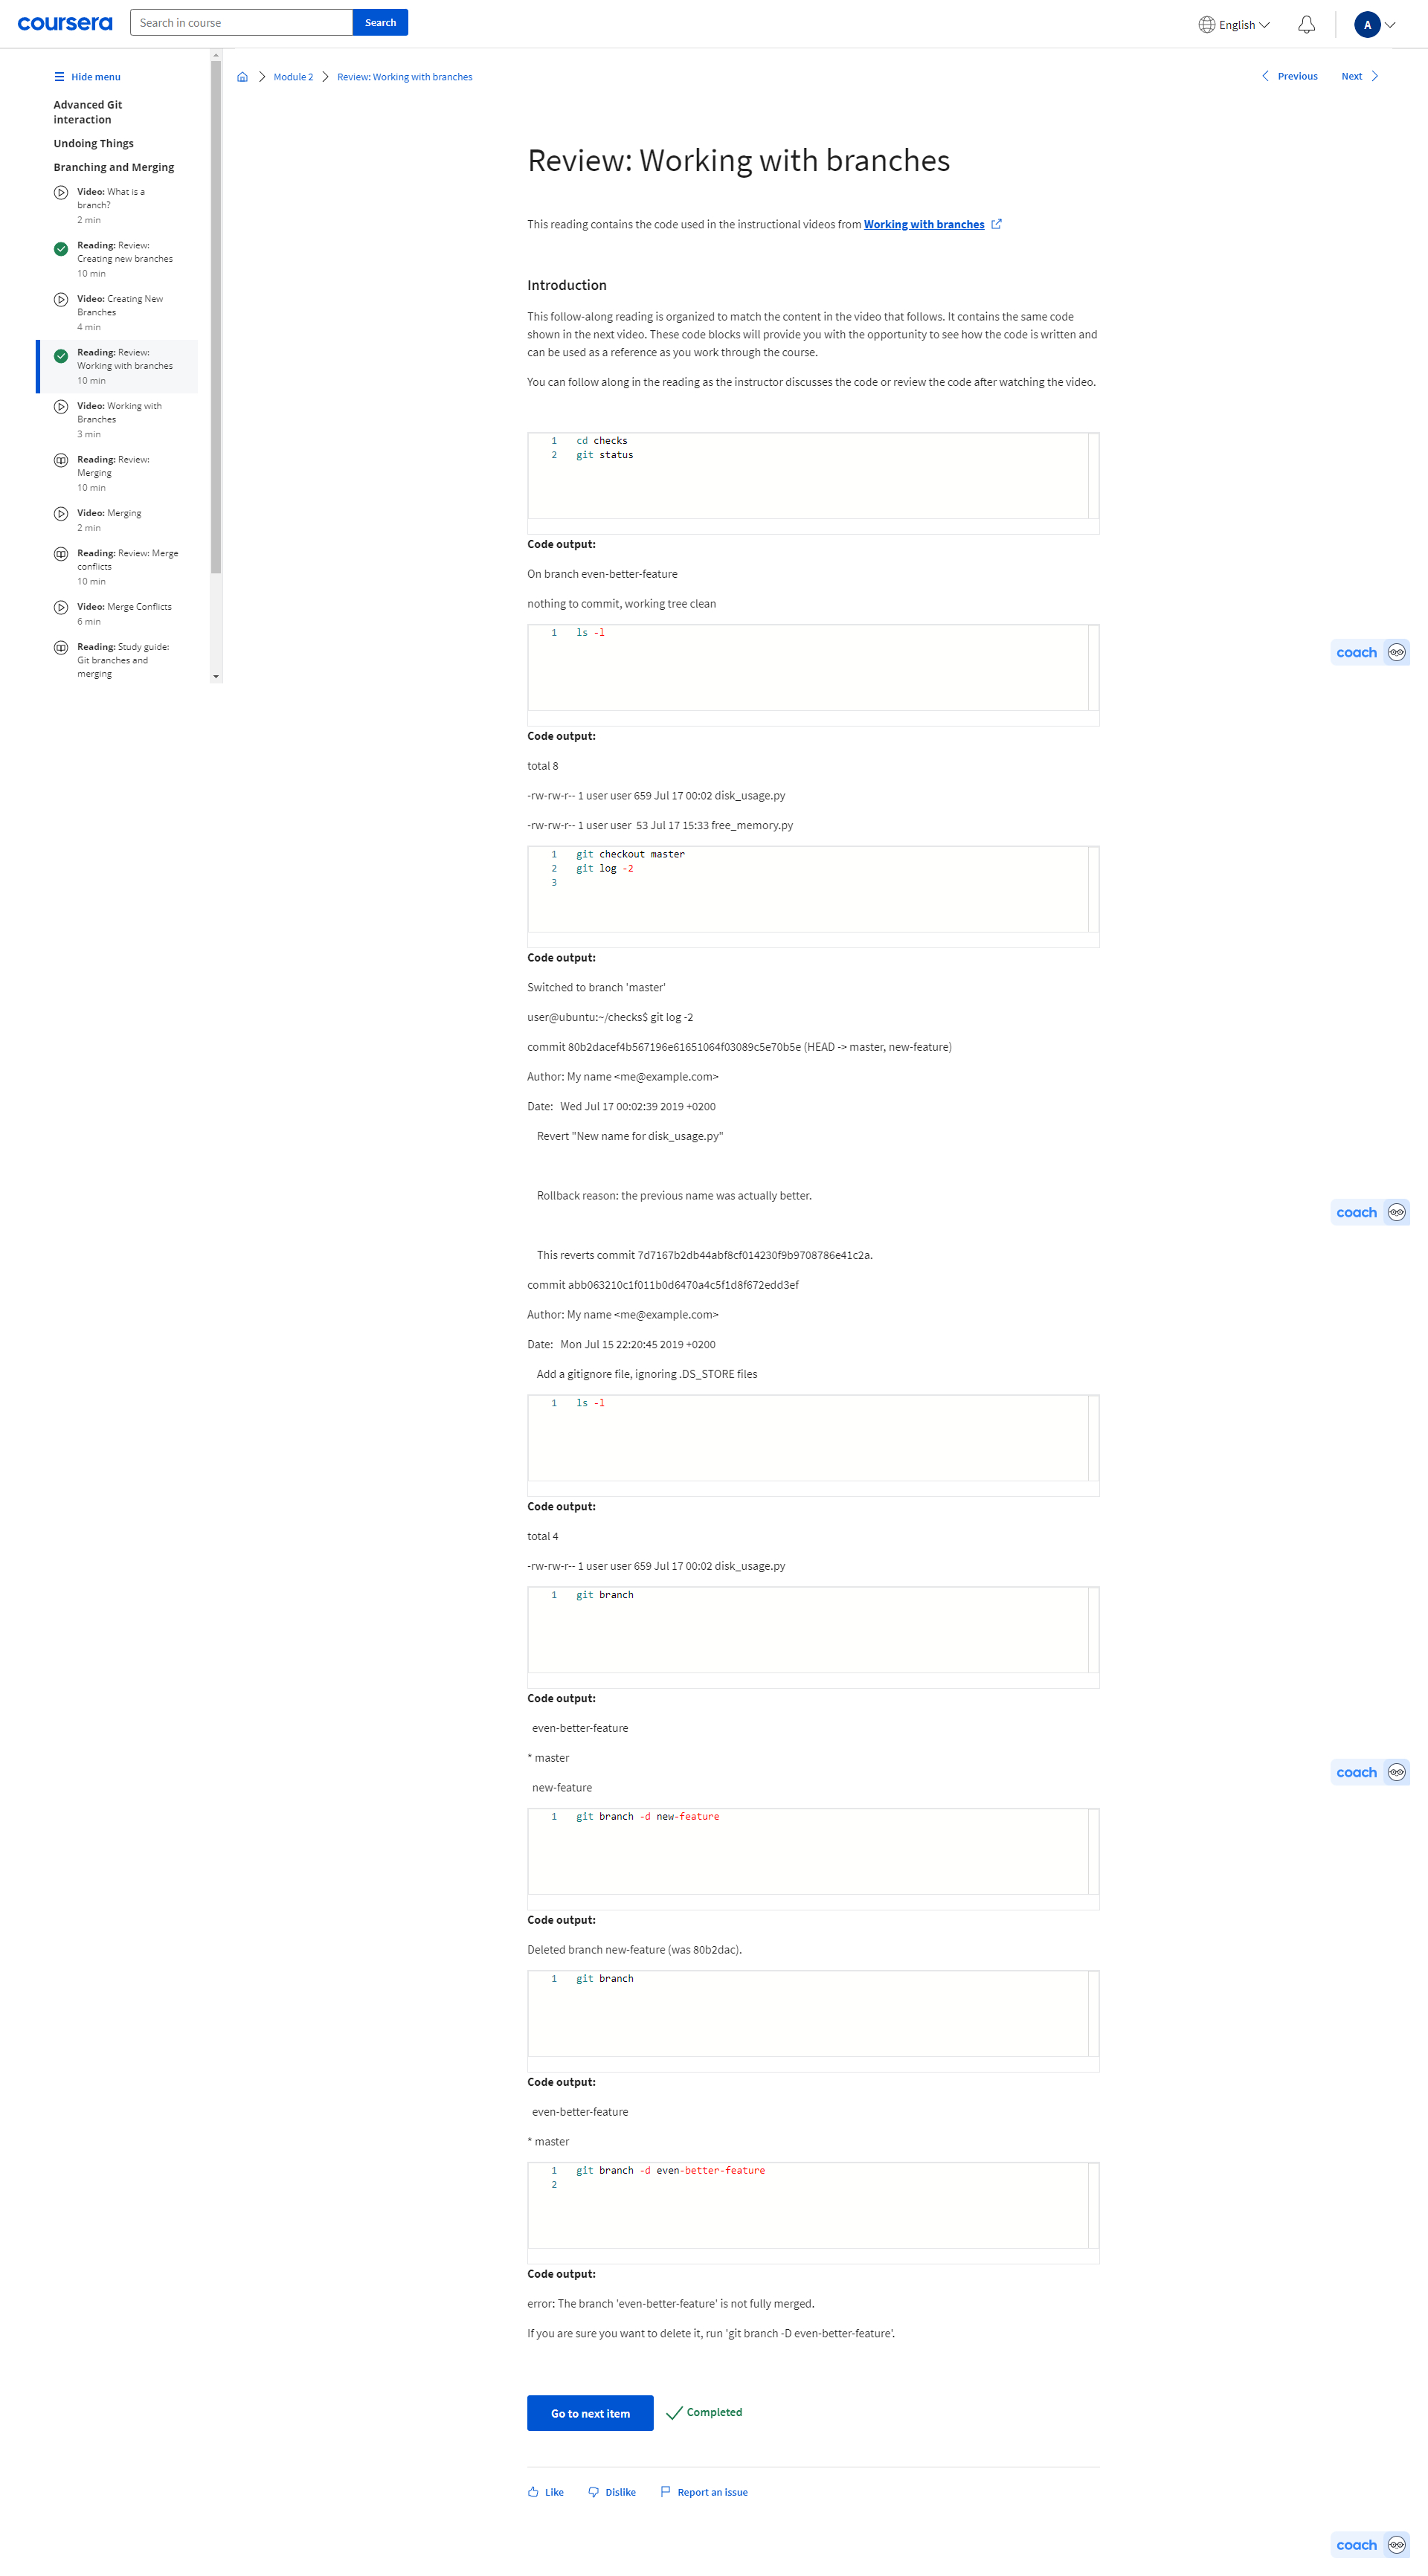 coursera
Search in course
Search
English
A
Hide menu
Advanced Git
interaction
Undoing Things
Branching and Merging
Video: What is a
branch?
2 min
Reading: Review:
Creating new branches
10 min
Video: Creating New
Branches
4 min
Reading: Review:
Working with branches
10 min
Video: Working with
Branches
3 min
Reading: Review:
Merging
10 min
Video: Merging
2 min
Reading: Review: Merge
conflicts
10 min
Video: Merge Conflicts
6 min
Reading: Study guide:
Git branches and
merging
Module 2
Review: Working with branches
Previous
Next
Review: Working with branches
This reading contains the code used in the instructional videos from Working with branches
Introduction
This follow-along reading is organized to match the content in the video that follows. It contains the same code
shown in the next video. These code blocks will provide you with the opportunity to see how the code is written and
can be used as a reference as you work through the course.
You can follow along in the reading as the instructor discusses the code or review the code after watching the video.
1 cd checks
2 git status
Code output:
On branch even-better-feature
nothing to commit, working tree clean
1 ls -l
coach
Code output:
total 8
-rw-rw-r-- 1 user user 659 Jul 17 00:02 disk_usage.py
-rw-rw-r-- 1 user user  53 Jul 17 15:33 free_memory.py
1 git checkout master
2 git log -2
3
Code output:
Switched to branch 'master'
user@ubuntu:~/checks$ git log -2
commit 80b2dacef4b567196e61651064f03089c5e70b5e (HEAD -> master, new-feature)
Author: My name <me@example.com>
Date:   Wed Jul 17 00:02:39 2019 +0200
Revert "New name for disk_usage.py"
Rollback reason: the previous name was actually better.
coach
This reverts commit 7d7167b2db44abf8cf014230f9b9708786e41c2a.
commit abb063210c1f011b0d6470a4c5f1d8f672edd3ef
Author: My name <me@example.com>
Date:   Mon Jul 15 22:20:45 2019 +0200
Add a gitignore file, ignoring .DS_STORE files
1 ls -l
Code output:
total 4
-rw-rw-r-- 1 user user 659 Jul 17 00:02 disk_usage.py
1 git branch
Code output:
even-better-feature
* master
coach
new-feature
1 git branch -d new-feature
Code output:
Deleted branch new-feature (was 80b2dac).
1 git branch
Code output:
even-better-feature
* master
1 git branch -d even-better-feature
2
Code output:
error: The branch 'even-better-feature' is not fully merged.
If you are sure you want to delete it, run 'git branch -D even-better-feature'.
Go to next item
Completed
Like
Dislike
Report an issue
coach